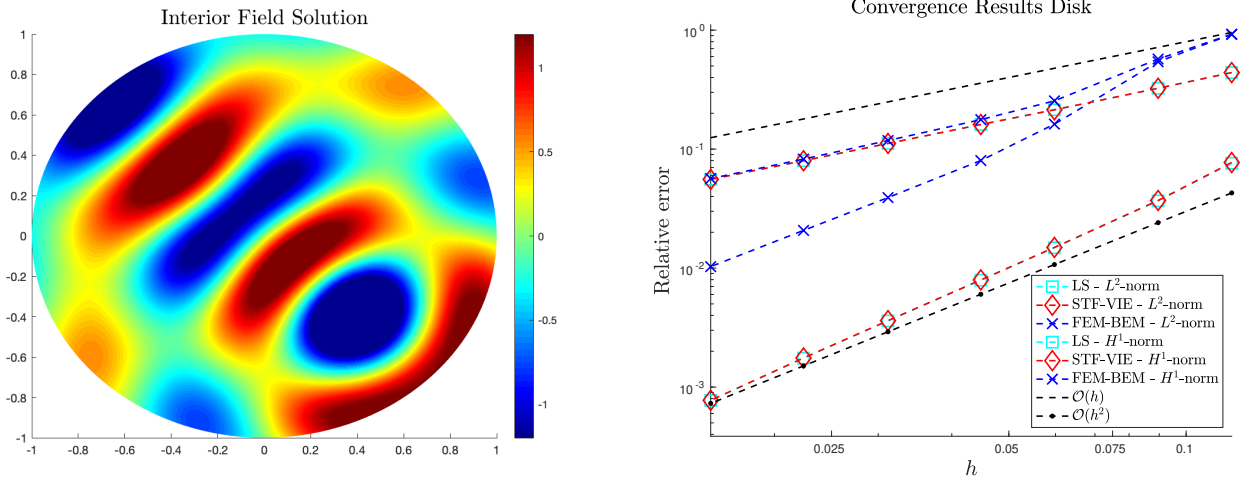 Interior Field Solution
1
0.8
0.6
0.4
0.2
0
-0.2
-0.4
-0.6
-0.8
-1
-1 -0.8 -0.6 -0.4 -0.2 0 0.2 0.4 0.6 0.8 1
1
0.5
0
-0.5
-1
Convergence Results Disk
Relative error
10^0
10^-1
10^-2
10^-3
0.025 0.05 0.075 0.1
h
LS - L^2-norm
STF-VIE - L^2-norm
FEM-BEM - L^2-norm
LS - H^1-norm
STF-VIE - H^1-norm
FEM-BEM - H^1-norm
𝒪(h)
𝒪(h^2)